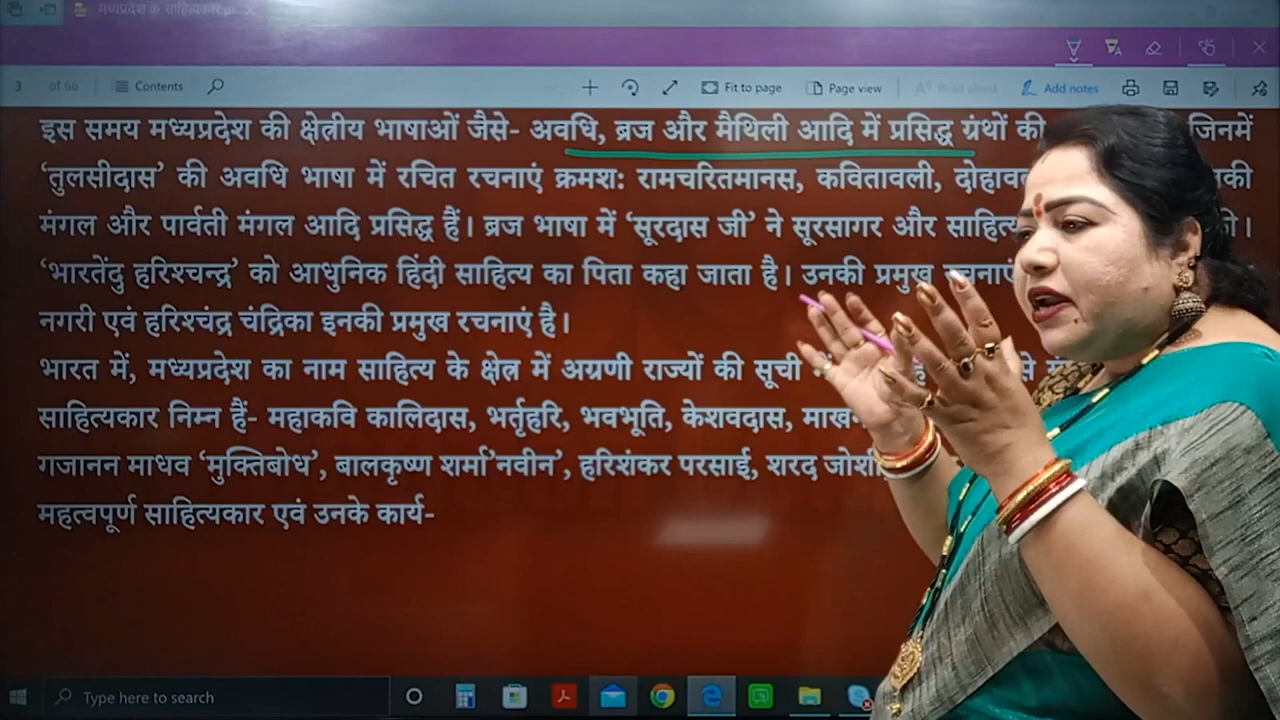 मध्यप्रदेश के साहित्यकार
3 of 66 Contents Fit to page Page view Read aloud Add notes
इस समय मध्यप्रदेश की क्षेत्रीय भाषाओं जैसे- अवधि, ब्रज और मैथिली आदि में प्रसिद्ध ग्रंथों की जिनमें
‘तुलसीदास’ की अवधि भाषा में रचित रचनाएं क्रमश: रामचरितमानस, कवितावली,
मंगल और पार्वती मंगल आदि प्रसिद्ध हैं। ब्रज भाषा में ‘सूरदास जी’ ने सूरसागर और
‘भारतेंदु हरिश्चन्द्र’ को आधुनिक हिंदी साहित्य का पिता कहा जाता है। उनकी प्रमुख रचनाएं
नगरी एवं हरिश्चंद्र चंद्रिका इनकी प्रमुख रचनाएं है।
भारत में, मध्यप्रदेश का नाम साहित्य के क्षेत्र में अग्रणी राज्यों की सूची
साहित्यकार निम्न हैं- महाकवि कालिदास, भर्तृहरि, भवभूति, केशवदास,
गजानन माधव ‘मुक्तिबोध’, बालकृष्ण शर्मा’नवीन’, हरिशंकर परसाई, शरद जोशी
महत्वपूर्ण साहित्यकार एवं उनके कार्य-
Type here to search